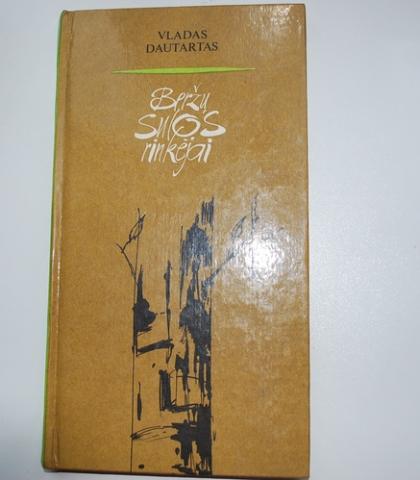 VLADAS
DAUTARTAS
Beržų
sulos
rinkėjai